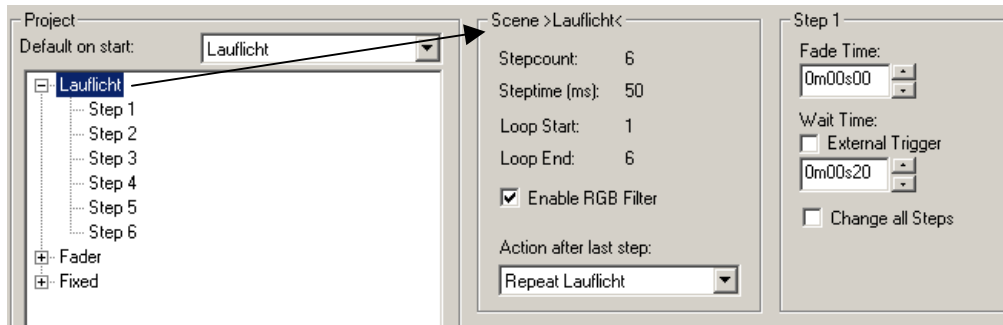 Project
Default on start: Lauflicht
Lauflicht
Step 1
Step 2
Step 3
Step 4
Step 5
Step 6
Fader
Fixed
Scene >Lauflicht<
Stepcount: 6
Steptime (ms): 50
Loop Start: 1
Loop End: 6
Enable RGB Filter
Action after last step:
Repeat Lauflicht
Step 1
Fade Time:
0m00s00
Wait Time:
External Trigger
0m00s20
Change all Steps